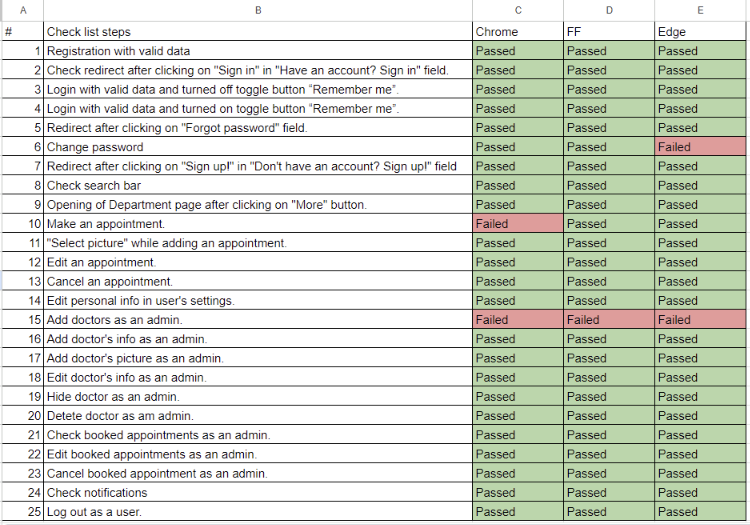 A B C D E
# Check list steps Chrome FF Edge
1 Registration with valid data Passed Passed Passed
2 Check redirect after clicking on "Sign in" in "Have an account? Sign in" field. Passed Passed Passed
3 Login with valid data and turned off toggle button “Remember me”. Passed Passed Passed
4 Login with valid data and turned on toggle button “Remember me”. Passed Passed Passed
5 Redirect after clicking on "Forgot password" field. Passed Passed Passed
6 Change password Passed Passed Failed
7 Redirect after clicking on "Sign up!" in "Don't have an account? Sign up!" field Passed Passed Passed
8 Check search bar Passed Passed Passed
9 Opening of Department page after clicking on "More" button. Passed Passed Passed
10 Make an appointment. Failed Passed Passed
11 "Select picture" while adding an appointment. Passed Passed Passed
12 Edit an appointment. Passed Passed Passed
13 Cancel an appointment. Passed Passed Passed
14 Edit personal info in user's settings. Passed Passed Passed
15 Add doctors as an admin. Failed Failed Failed
16 Add doctor's info as an admin. Passed Passed Passed
17 Add doctor's picture as an admin. Passed Passed Passed
18 Edit doctor's info as an admin. Passed Passed Passed
19 Hide doctor as an admin. Passed Passed Passed
20 Detete doctor as am admin. Passed Passed Passed
21 Check booked appointments as an admin. Passed Passed Passed
22 Edit booked appointments as an admin. Passed Passed Passed
23 Cancel booked appointment as an admin. Passed Passed Passed
24 Check notifications Passed Passed Passed
25 Log out as a user. Passed Passed Passed